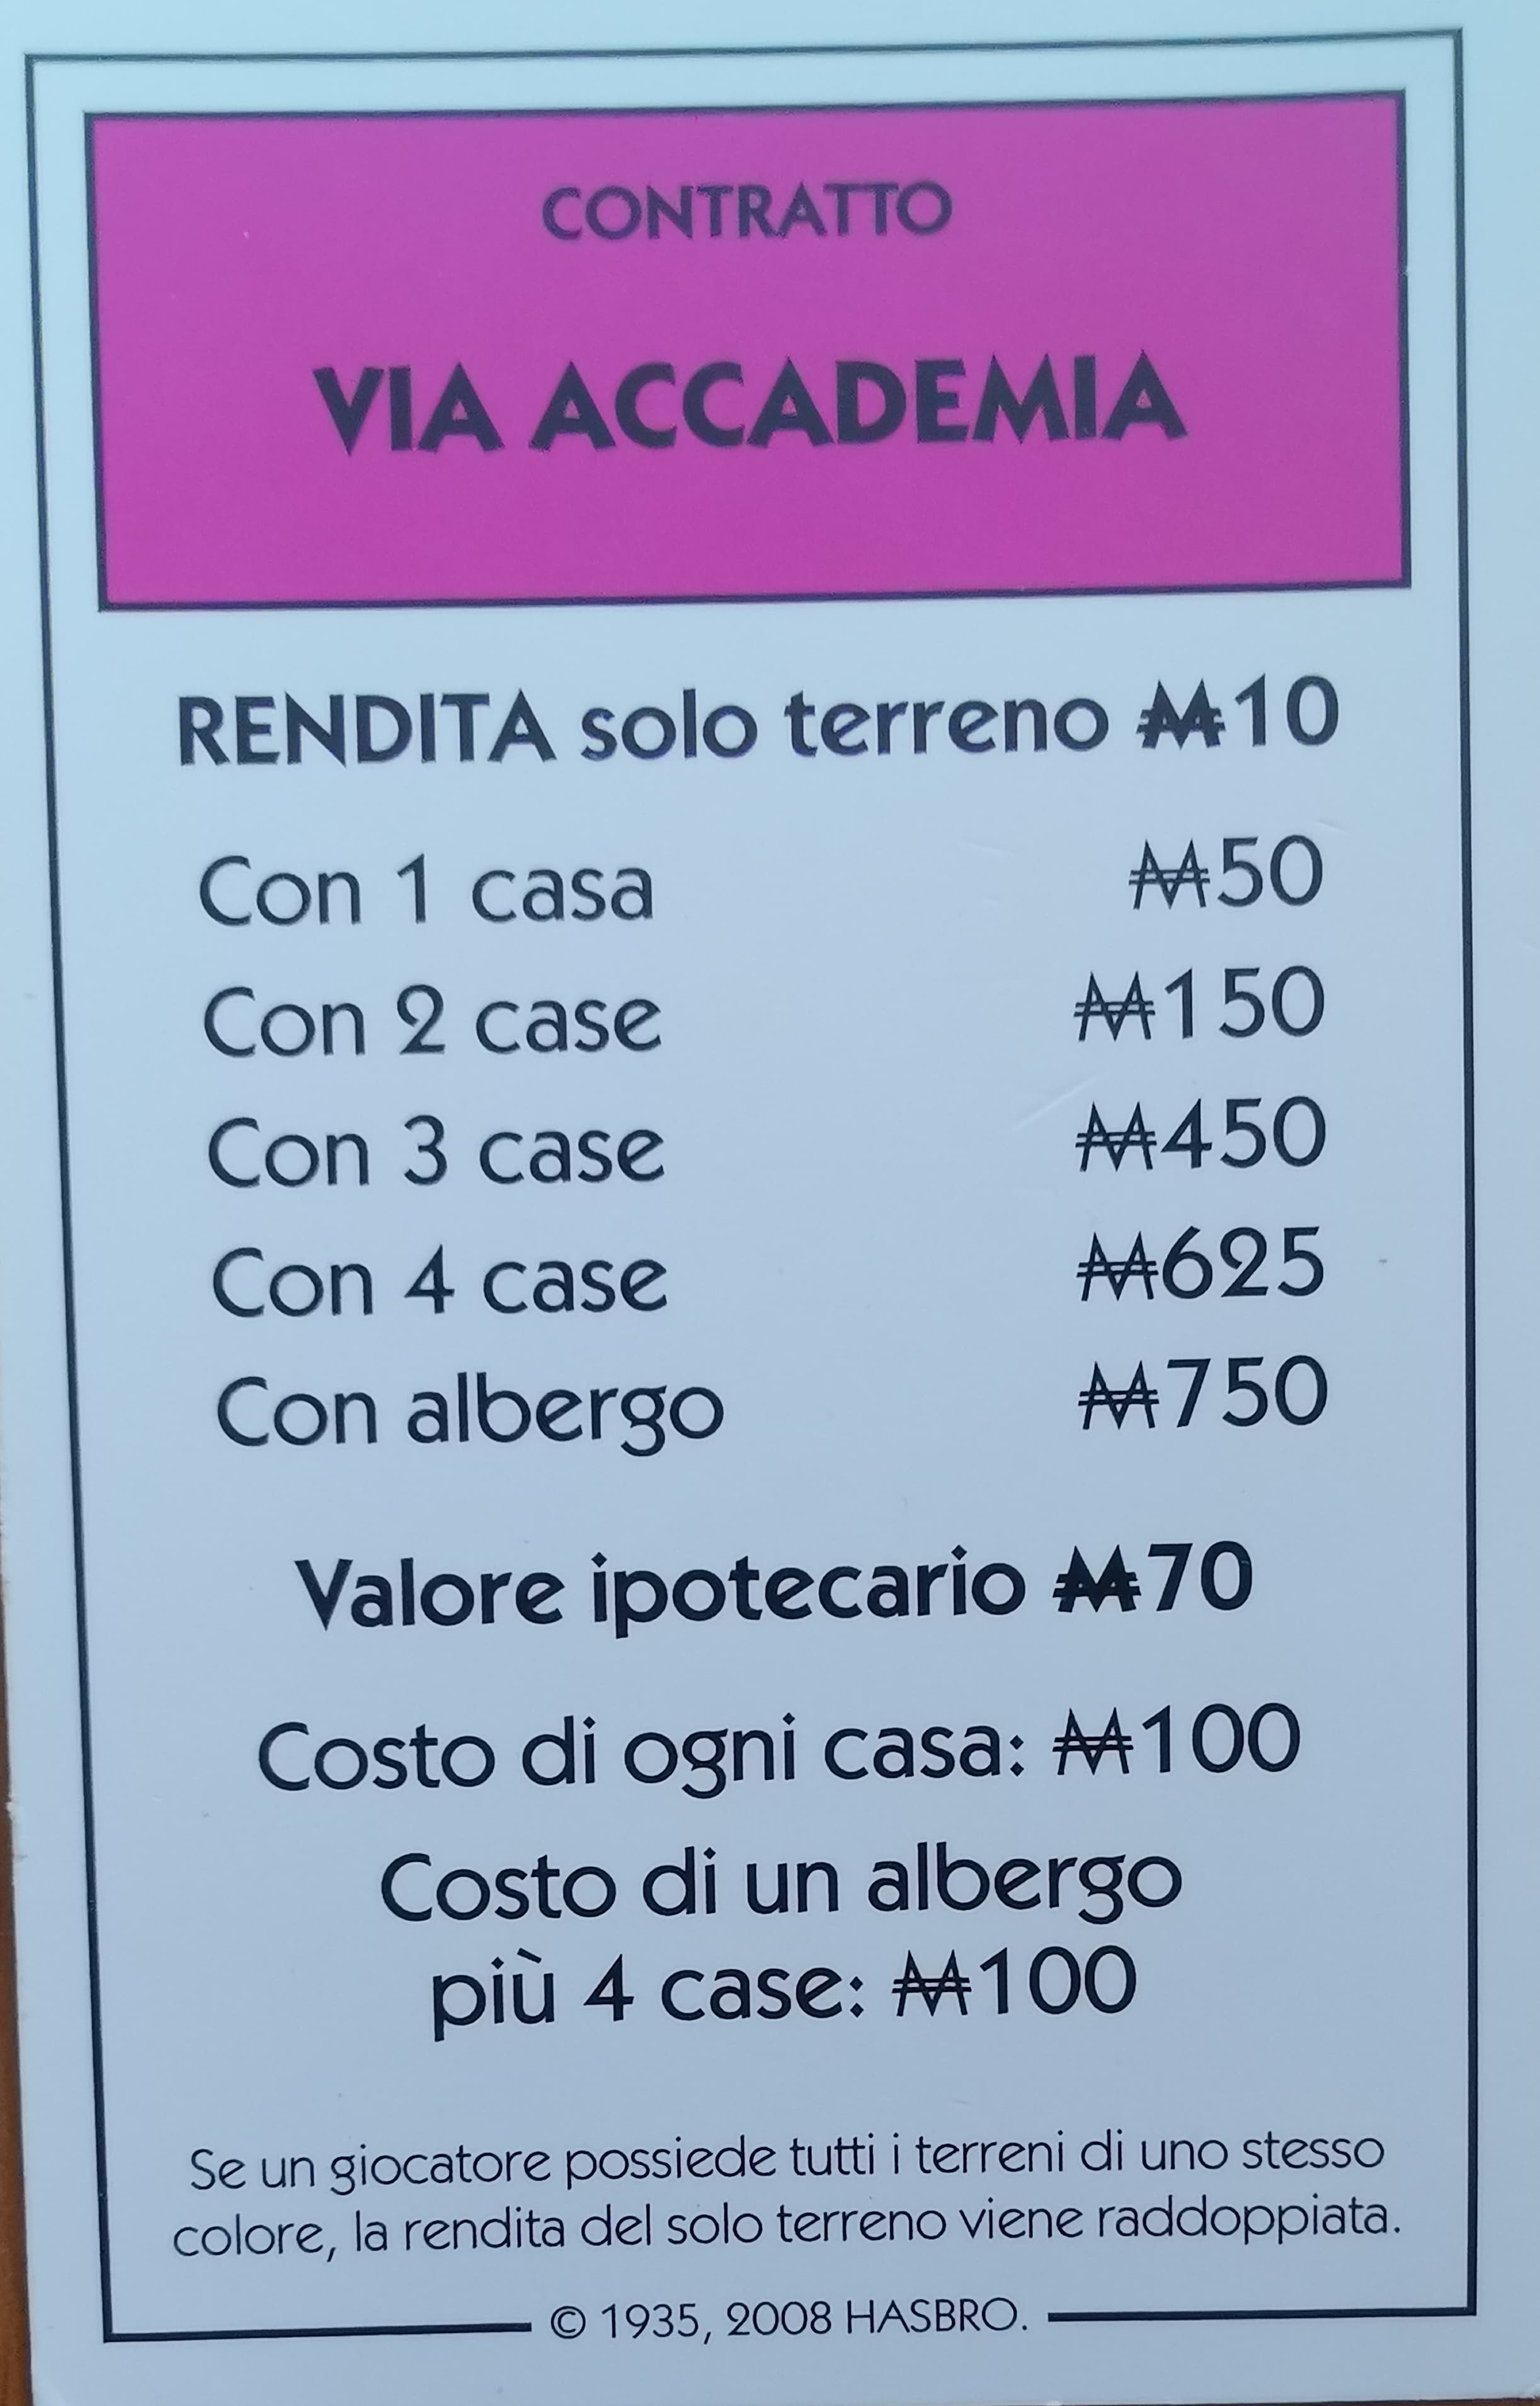 CONTRATTO
VIA ACCADEMIA
RENDITA solo terreno ₩10
Con 1 casa ₩50
Con 2 case ₩150
Con 3 case ₩450
Con 4 case ₩625
Con albergo ₩750
Valore ipotecario ₩70
Costo di ogni casa: ₩100
Costo di un albergo
più 4 case: ₩100
Se un giocatore possiede tutti i terreni di uno stesso
colore, la rendita del solo terreno viene raddoppiata.
© 1935, 2008 HASBRO.